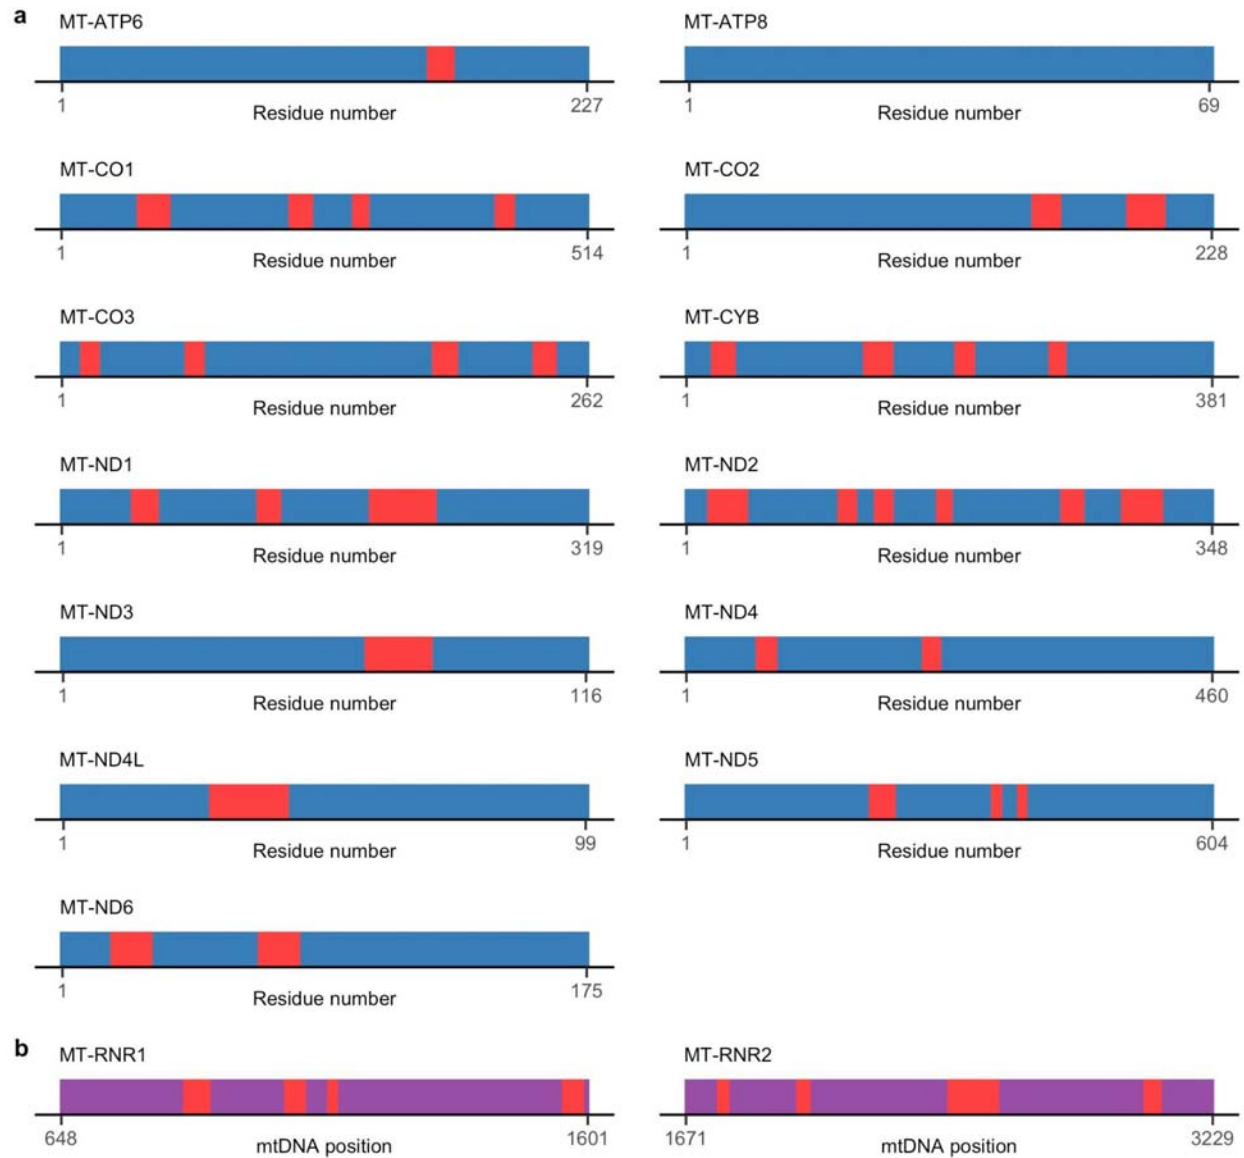 a
MT-ATP6 MT-ATP8
1 227 1 69
Residue number Residue number
MT-CO1 MT-CO2
1 514 1 228
Residue number Residue number
MT-CO3 MT-CYB
1 262 1 381
Residue number Residue number
MT-ND1 MT-ND2
1 319 1 348
Residue number Residue number
MT-ND3 MT-ND4
1 116 1 460
Residue number Residue number
MT-ND4L MT-ND5
1 99 1 604
Residue number Residue number
MT-ND6
1 175
Residue number
b
MT-RNR1 MT-RNR2
648 1601 1671 3229
mtDNA position mtDNA position